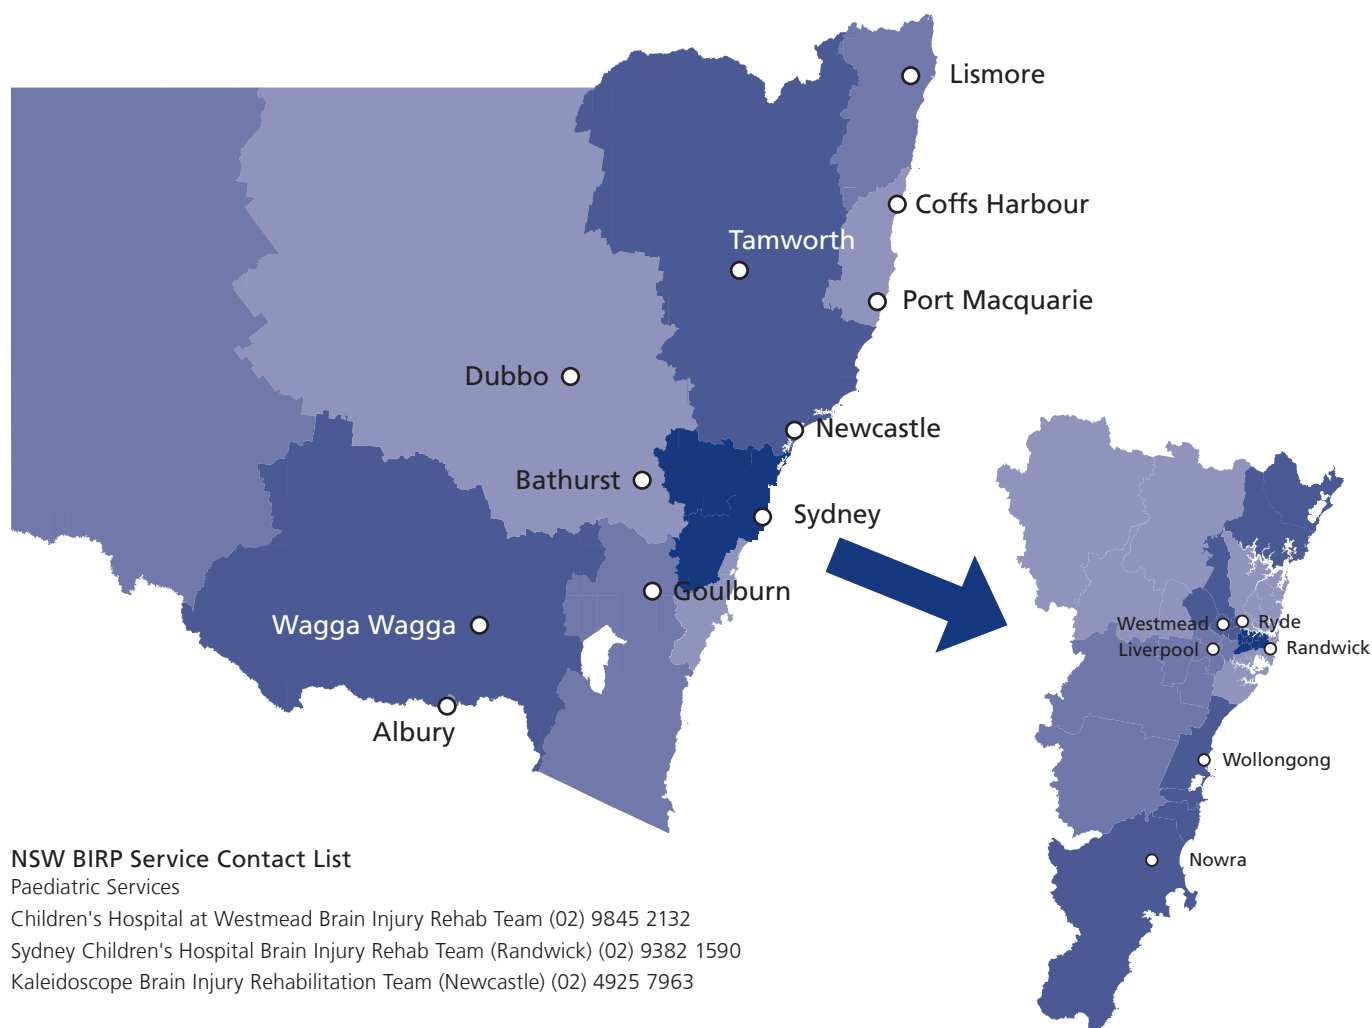 Lismore
Coffs Harbour
Tamworth
Port Macquarie
Dubbo
Newcastle
Bathurst
Sydney
Goulburn
Wagga Wagga
Albury
Westmead
Ryde
Liverpool
Randwick
Wollongong
Nowra
NSW BIRP Service Contact List
Paediatric Services
Children's Hospital at Westmead Brain Injury Rehab Team (02) 9845 2132
Sydney Children's Hospital Brain Injury Rehab Team (Randwick) (02) 9382 1590
Kaleidoscope Brain Injury Rehabilitation Team (Newcastle) (02) 4925 7963